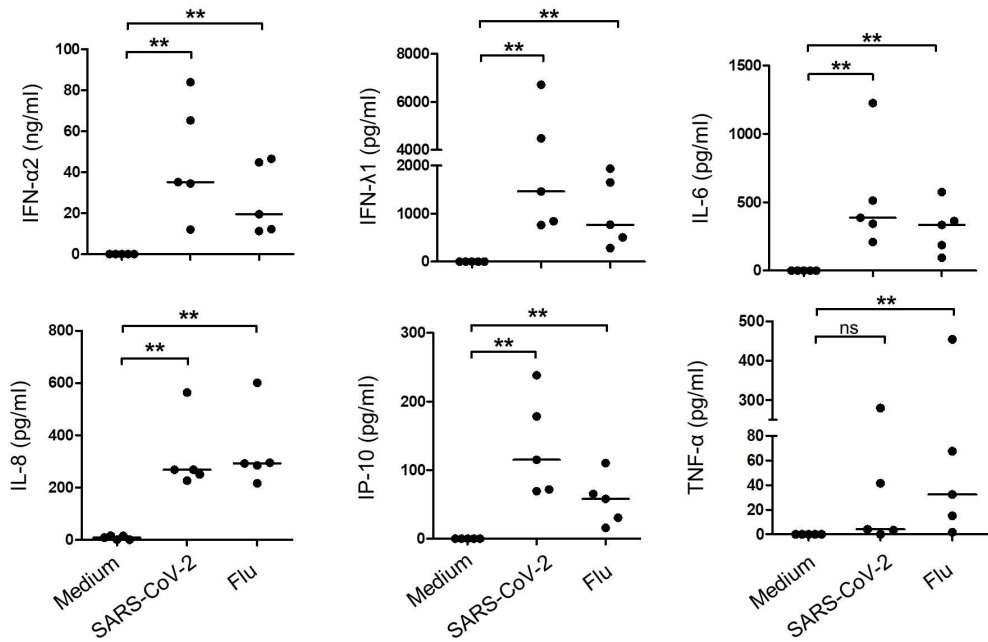 **
**
100
80
60
40
20
0
IFN-α2 (ng/ml)
**
**
8000
6000
4000
2000
1000
0
IFN-λ1 (pg/ml)
**
**
1500
1000
500
0
IL-6 (pg/ml)
**
**
800
600
400
200
0
IL-8 (pg/ml)
Medium
SARS-CoV-2
Flu
**
**
300
200
100
0
IP-10 (pg/ml)
Medium
SARS-CoV-2
Flu
**
ns
500
400
300
200
80
60
40
20
0
TNF-α (pg/ml)
Medium
SARS-CoV-2
Flu